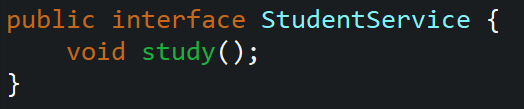 public interface StudentService {
    void study();
}